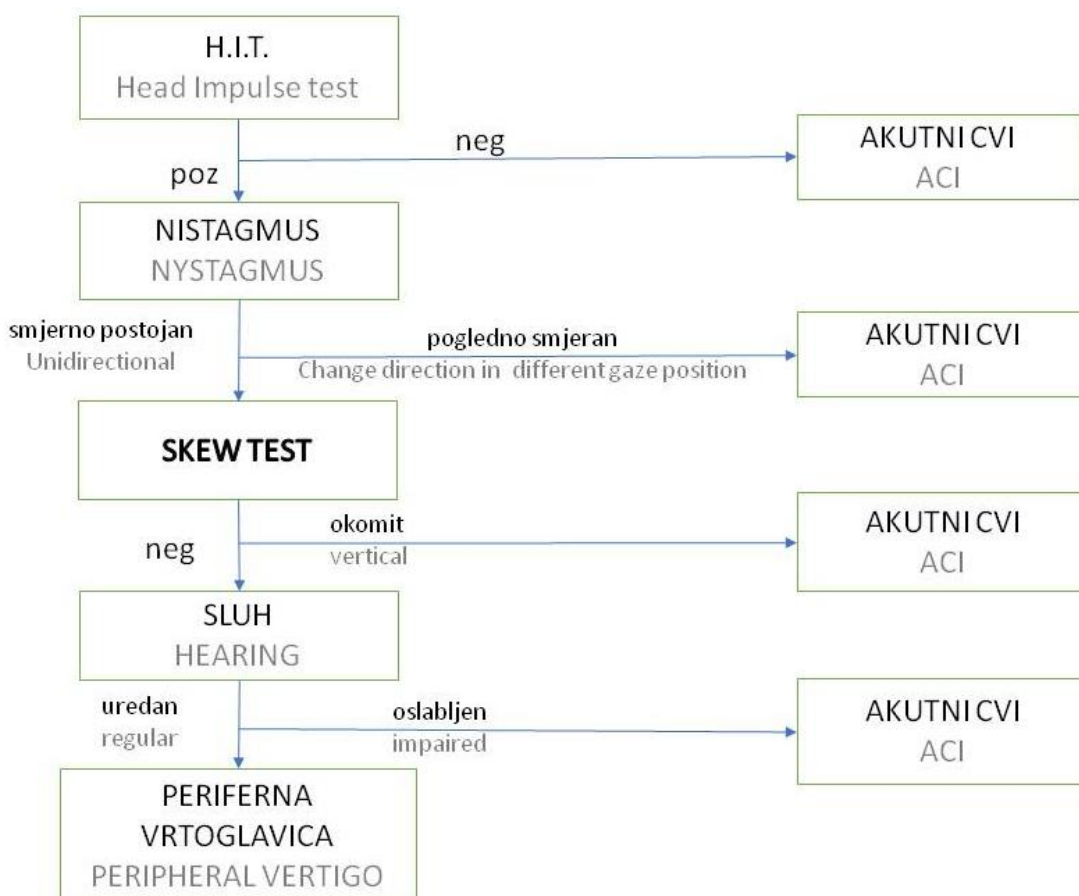 H.I.T.
Head Impulse test
neg
AKUTNI CVI
ACI
poz
NISTAGMUS
NYSTAGMUS
smjerno postojan
Unidirectional
pogledno smjeran
Change direction in different gaze position
AKUTNI CVI
ACI
SKEW TEST
neg
okomit
vertical
AKUTNI CVI
ACI
SLUH
HEARING
uredan
regular
oslabljen
impaired
AKUTNI CVI
ACI
PERIFERNA
VRTOGLAVICA
PERIPHERAL VERTIGO